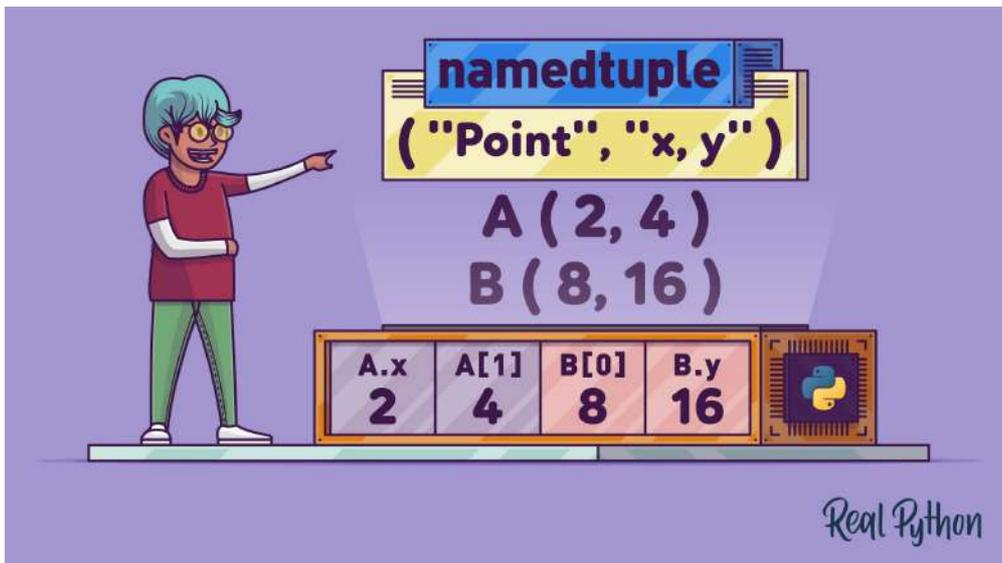 namedtuple
( "Point", "x, y" )
A ( 2, 4 )
B ( 8, 16 )
A.x A[1] B[0] B.y
2 4 8 16
Real Python